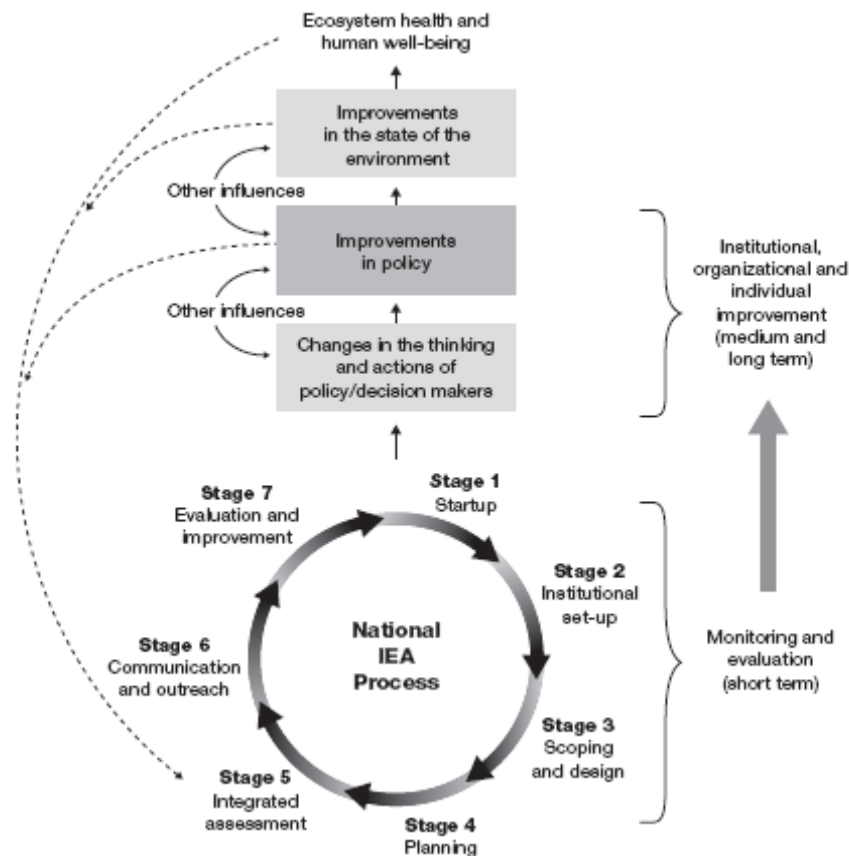 Ecosystem health and
human well-being
Improvements
in the state of the
environment
Other influences
Improvements
in policy
Other influences
Changes in the thinking
and actions of
policy/decision makers
Institutional,
organizational and
individual
improvement
(medium and
long term)
Stage 1
Startup
Stage 2
Institutional
set-up
Stage 3
Scoping
and design
Stage 4
Planning
Stage 5
Integrated
assessment
Stage 6
Communication
and outreach
Stage 7
Evaluation and
improvement
National
IEA
Process
Monitoring and
evaluation
(short term)